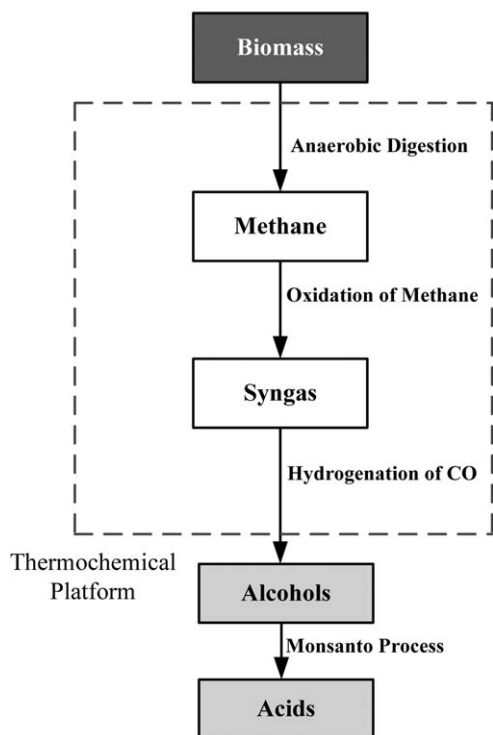 Biomass
Anaerobic Digestion
Methane
Oxidation of Methane
Syngas
Hydrogenation of CO
Thermochemical
Platform
Alcohols
Monsanto Process
Acids